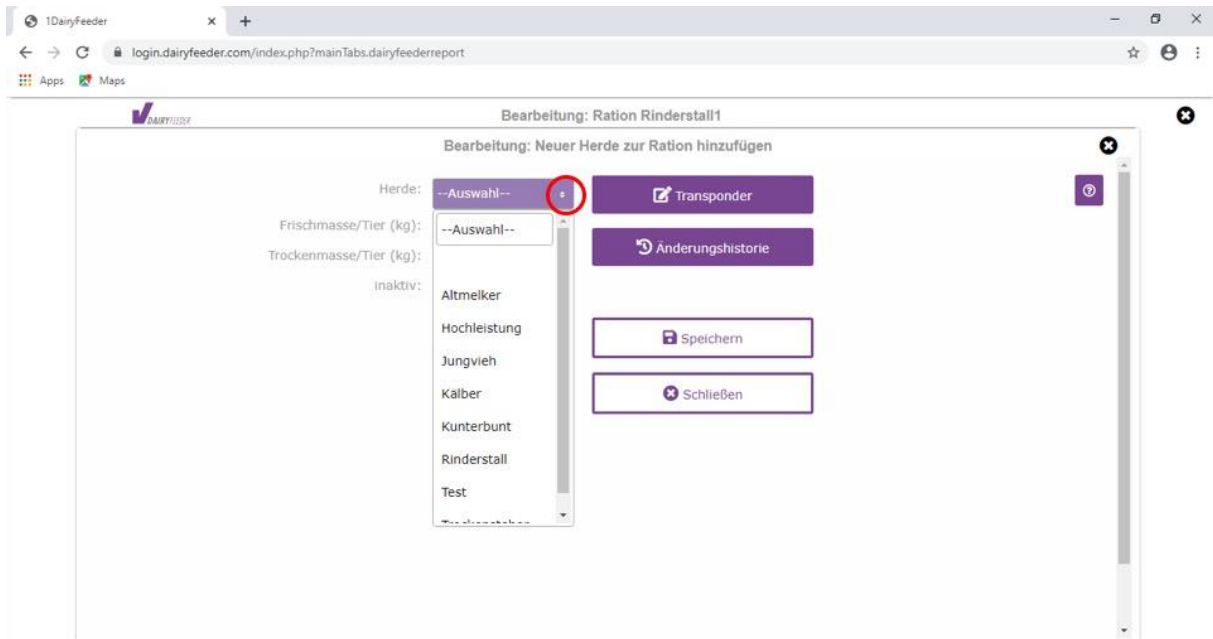 1DairyFeeder
login.dairyfeeder.com/index.php?mainTabs.dairyfeederreport
Apps Maps
DAIRYFEEDER
Bearbeitung: Ration Rinderstall1
Bearbeitung: Neuer Herde zur Ration hinzufügen
Herde: --Auswahl-- Transponder
Frischmasse/Tier (kg): --Auswahl--
Änderungshistorie
Trockenmasse/Tier (kg):
inaktiv:
Altmelker
Hochleistung
Speichern
Jungvieh
Kälber
Schließen
Kunterbunt
Rinderstall
Test